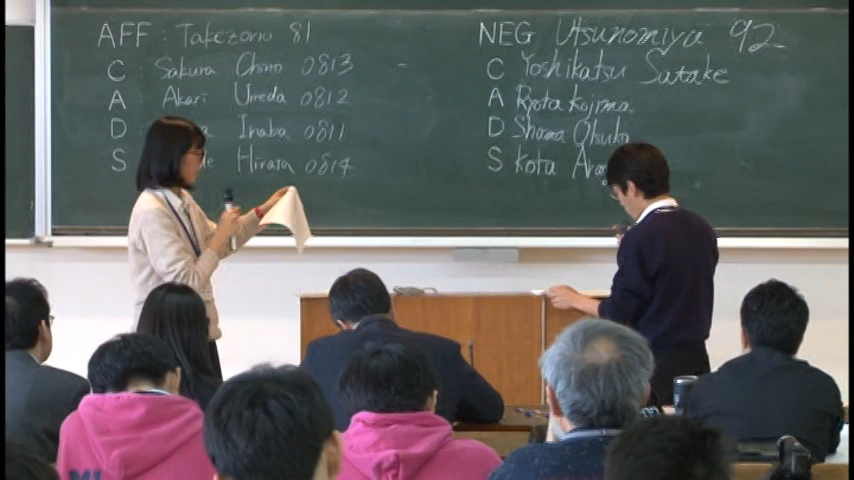 AFF : Takezono 81
C Sakura Chino 0813
A Akari Umeda 0812
D Inaba 0811
S Hirata 0814
NEG Utsunomiya 92
C Yoshikatsu Satake
A Ryota Kojima
D Shoma
S Kota